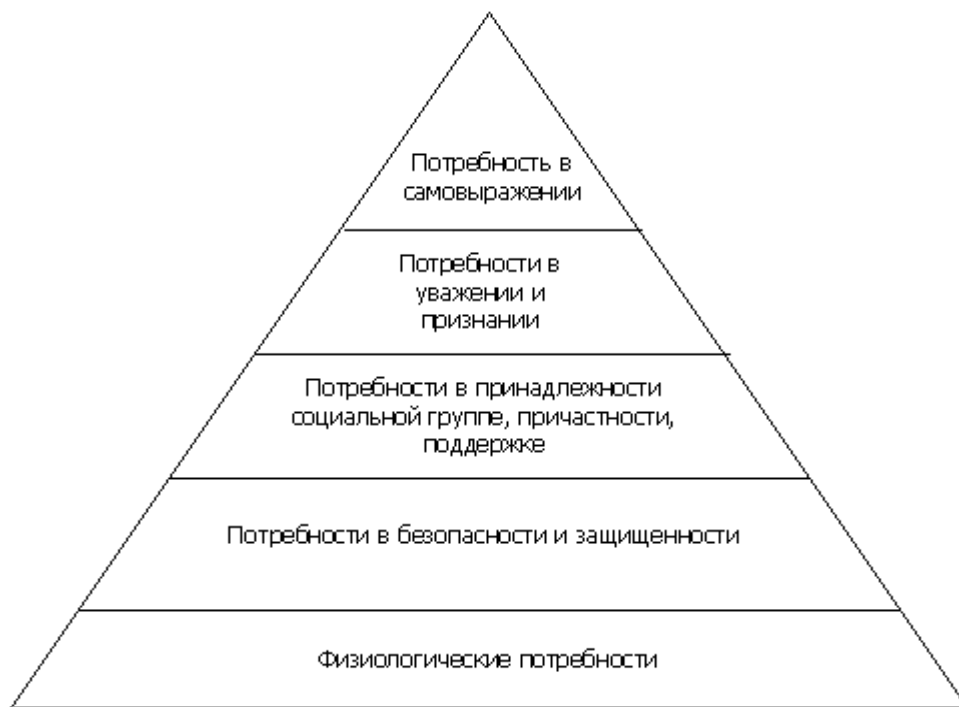 Потребность в
самовыражении
Потребности в
уважении и
признании
Потребности в принадлежности
социальной группе, причастности,
поддержке
Потребности в безопасности и защищенности
Физиологические потребности